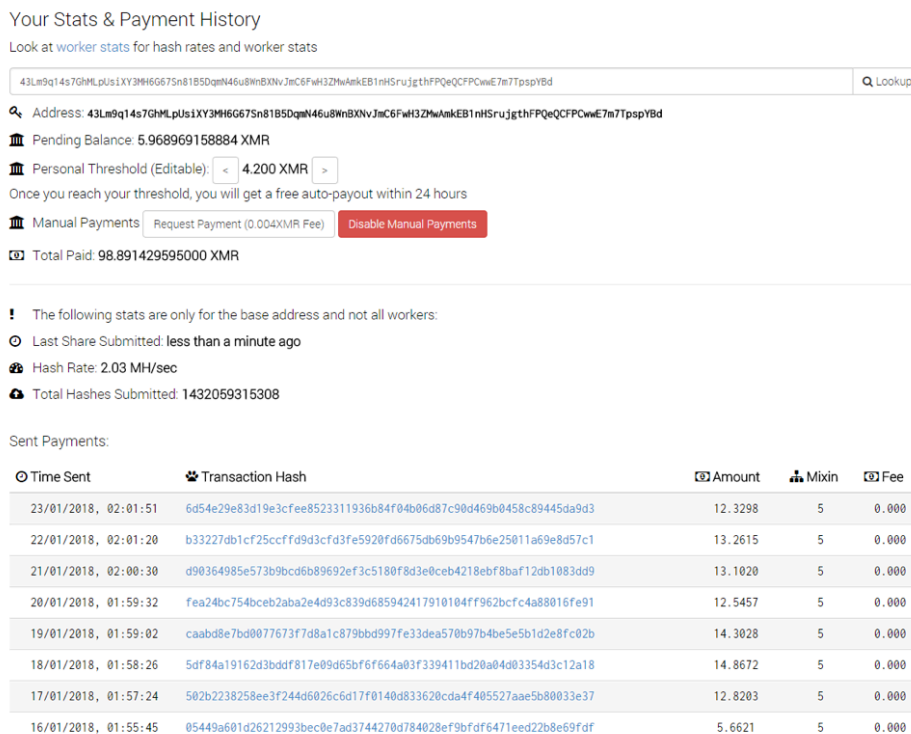 Your Stats & Payment History
Look at worker stats for hash rates and worker stats
43Lm9q14s7GhMLpUsiXY3MH6G67Sn81B5DqmN46u8WnBXNvJmC6FwH3ZMwAmkEB1nHSrujgthFPQeQCFPCwwE7m7TpspYBd Lookup
Address: 43Lm9q14s7GhMLpUsiXY3MH6G67Sn81B5DqmN46u8WnBXNvJmC6FwH3ZMwAmkEB1nHSrujgthFPQeQCFPCwwE7m7TpspYBd
Pending Balance: 5.968969158884 XMR
Personal Threshold (Editable): < 4.200 XMR >
Once you reach your threshold, you will get a free auto-payout within 24 hours
Manual Payments Request Payment (0.004XMR Fee) Disable Manual Payments
Total Paid: 98.891429595000 XMR
! The following stats are only for the base address and not all workers:
Last Share Submitted: less than a minute ago
Hash Rate: 2.03 MH/sec
Total Hashes Submitted: 1432059315308
Sent Payments:
Time Sent Transaction Hash Amount Mixin Fee
23/01/2018, 02:01:51 6d54e29e83d19e3cfee8523311936b84f04b06d87c90d469b0458c89445da9d3 12.3298 5 0.000
22/01/2018, 02:01:20 b33227db1cf25ccffd9d3cfd3fe5920fd6675db69b9547b6e25011a69e8d57c1 13.2615 5 0.000
21/01/2018, 02:00:30 d90364985e573b9bcd6b89692ef3c5180f8d3e0ceb4218ebf8baf12db1083dd9 13.1020 5 0.000
20/01/2018, 01:59:32 fea24bc754bceb2aba2e4d93c839d685942417910104ff962bcfc4a88016fe91 12.5457 5 0.000
19/01/2018, 01:59:02 caabd8e7bd0077673f7d8a1c879bbd997fe33dea570b97b4be5e5b1d2e8fc02b 14.3028 5 0.000
18/01/2018, 01:58:26 5df84a19162d3bddf817e09d65bf6f664a03f339411bd20a04d03354d3c12a18 14.8672 5 0.000
17/01/2018, 01:57:24 502b2238258ee3f244d6026c6d17f0140d833620cda4f405527aae5b80033e37 12.8203 5 0.000
16/01/2018, 01:55:45 05449a601d26212993bec0e7ad3744270d784028ef9bfdf6471eed22b8e69fdf 5.6621 5 0.000